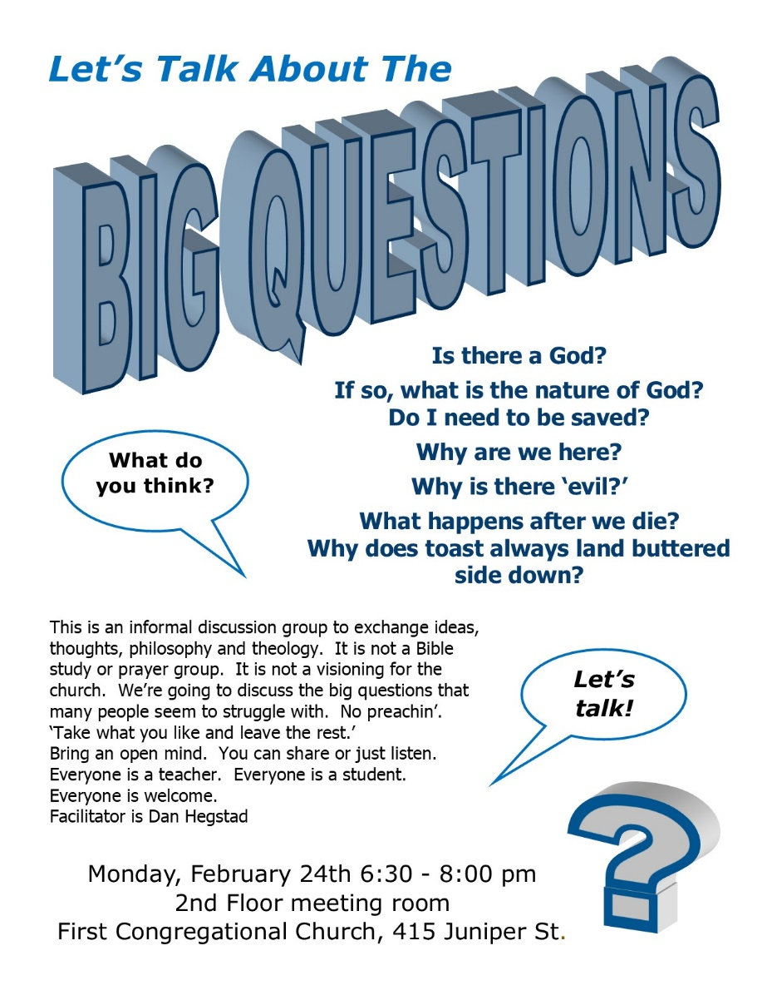 Let’s Talk About The
BIG QUESTIONS
Is there a God?
If so, what is the nature of God?
Do I need to be saved?
Why are we here?
Why is there ‘evil?’
What happens after we die?
Why does toast always land buttered
side down?
What do
you think?
This is an informal discussion group to exchange ideas,
thoughts, philosophy and theology.  It is not a Bible
study or prayer group.  It is not a visioning for the
church.  We’re going to discuss the big questions that
many people seem to struggle with.  No preachin’.
‘Take what you like and leave the rest.’
Bring an open mind.  You can share or just listen.
Everyone is a teacher.  Everyone is a student.
Everyone is welcome.
Facilitator is Dan Hegstad
Let’s
talk!
?
Monday, February 24th 6:30 - 8:00 pm
2nd Floor meeting room
First Congregational Church, 415 Juniper St.